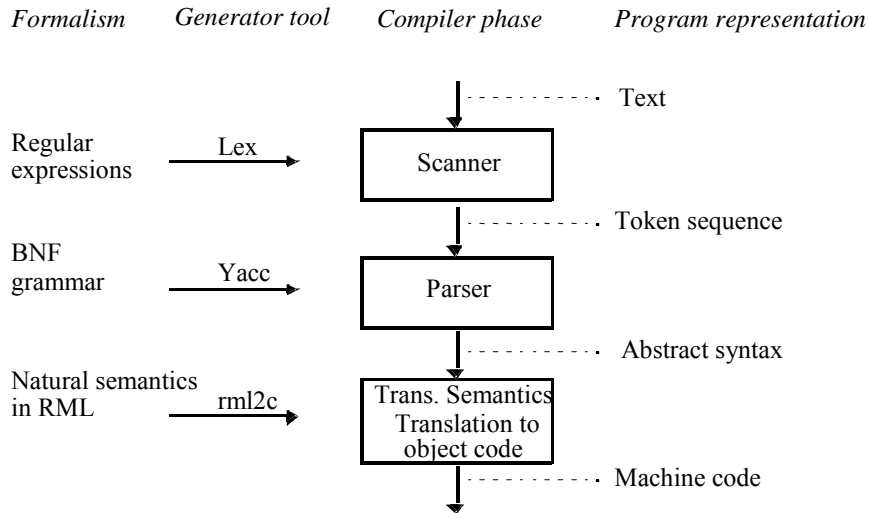 Formalism Generator tool Compiler phase Program representation
Text
Regular
expressions
Lex
Scanner
Token sequence
BNF
grammar
Yacc
Parser
Abstract syntax
Natural semantics
in RML
rml2c
Trans. Semantics
Translation to
object code
Machine code